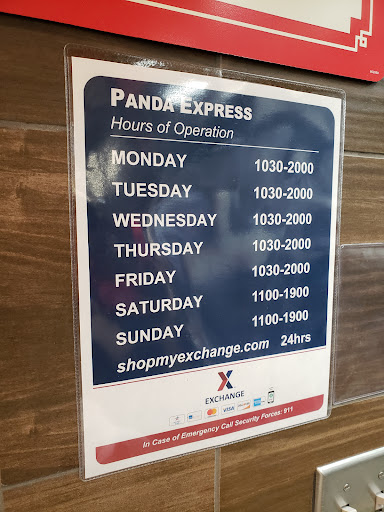 PANDA EXPRESS
Hours of Operation
MONDAY 1030-2000
TUESDAY 1030-2000
WEDNESDAY 1030-2000
THURSDAY 1030-2000
FRIDAY 1030-2000
SATURDAY 1100-1900
SUNDAY 1100-1900
shopmyexchange.com 24hrs
X
EXCHANGE
VISA
In Case of Emergency Call Security Forces: 911